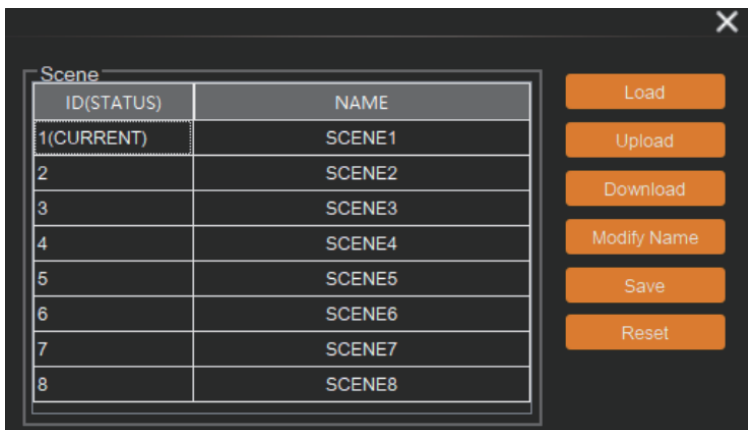 Scene
ID(STATUS) NAME
1(CURRENT) SCENE1
2 SCENE2
3 SCENE3
4 SCENE4
5 SCENE5
6 SCENE6
7 SCENE7
8 SCENE8
Load
Upload
Download
Modify Name
Save
Reset